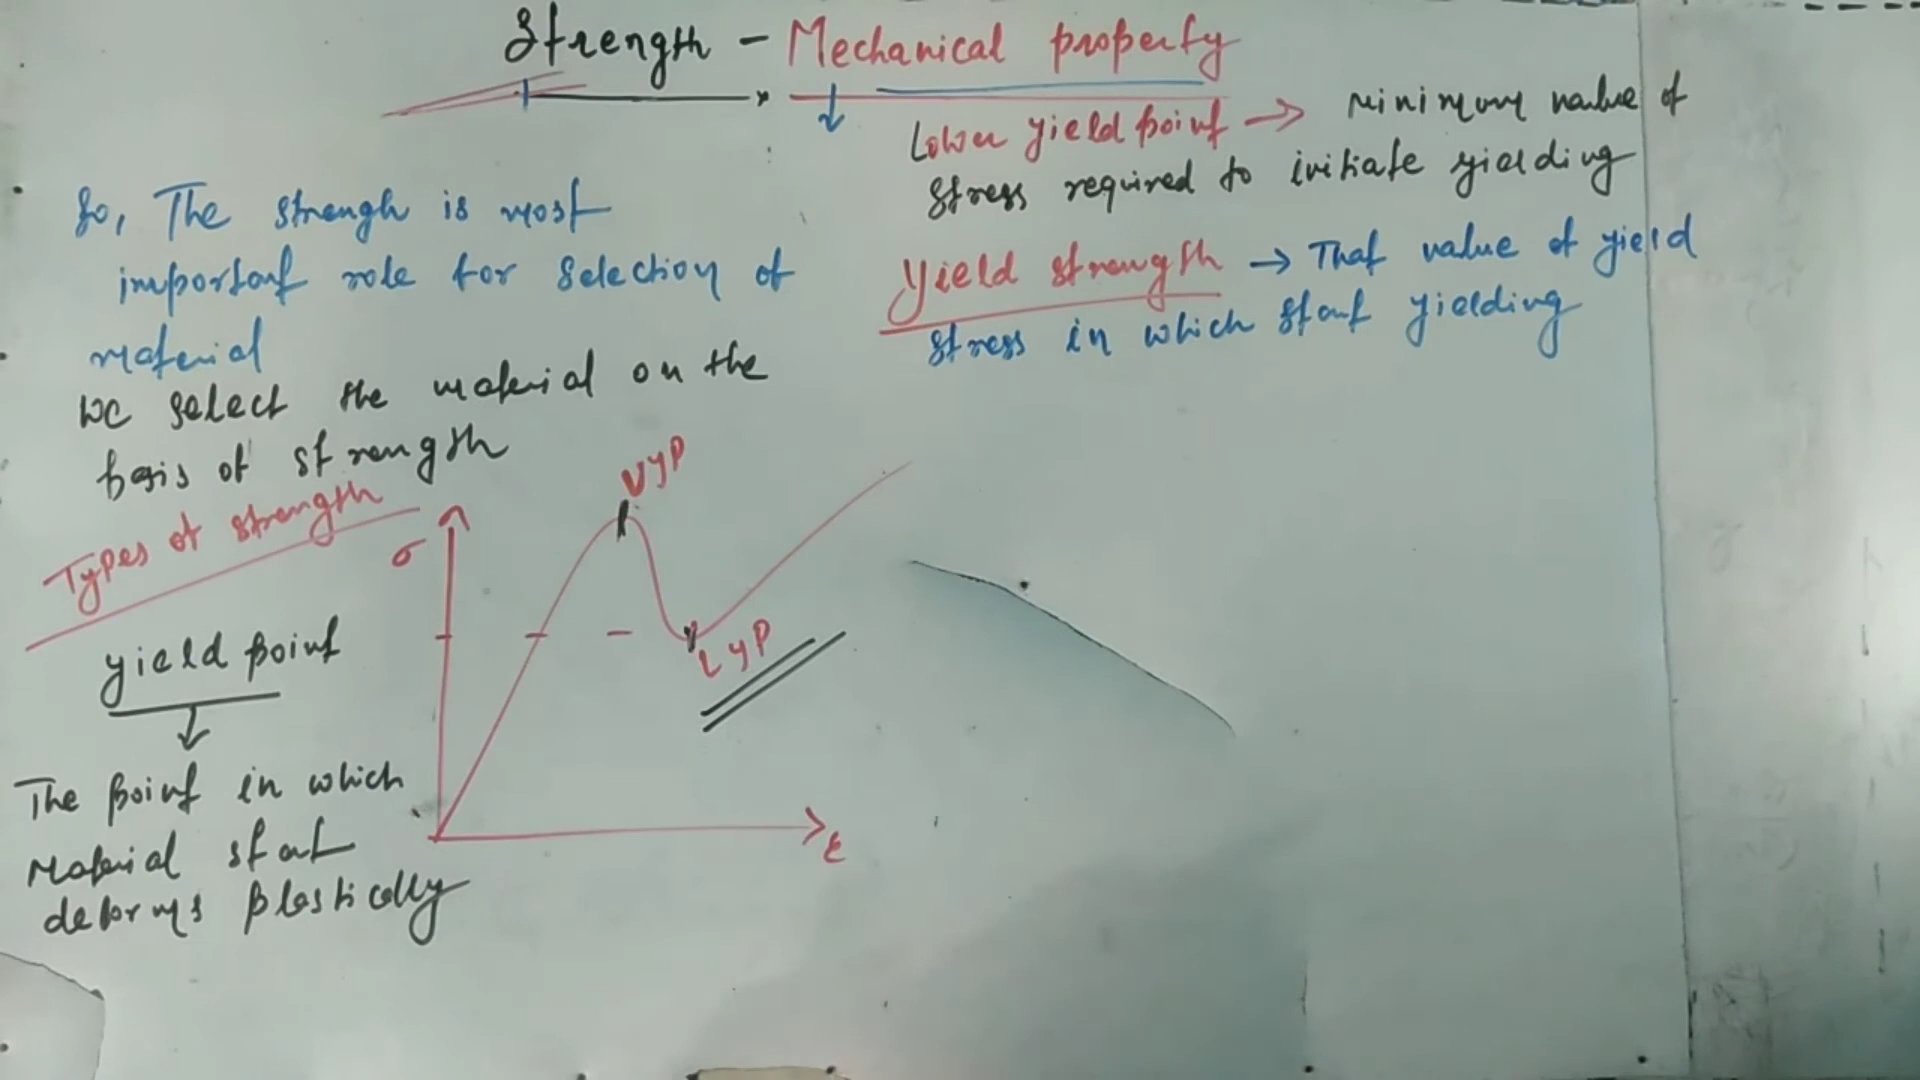 Strength - Mechanical property
So, The strengh is most
important role for selection of
material
we select the material on the
basis of strength
Types of strength
yield point
The point in which
Material start
deforms plastically
σ
UYP
LYP
ε
Lower yield point → Minimum value of
stress required to initiate yielding
Yield strength → That value of yield
stress in which start yielding